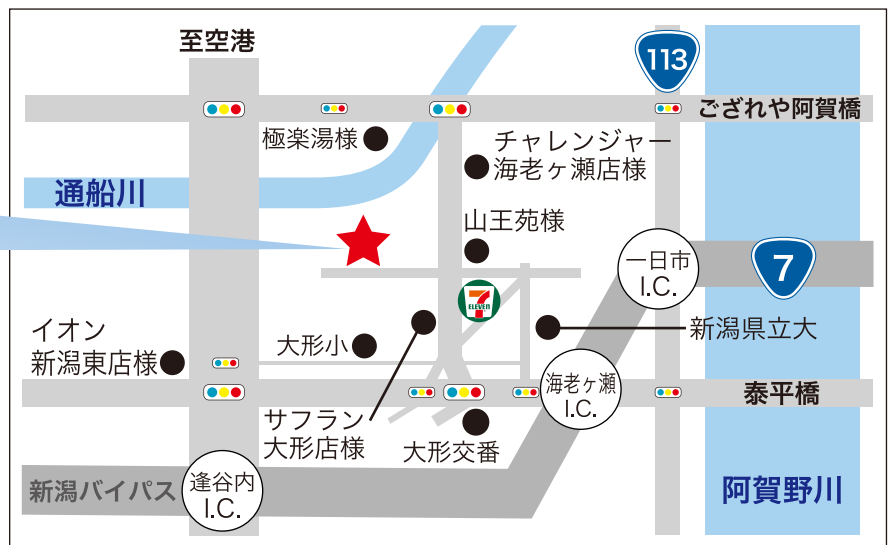 至空港
113
ござれや阿賀橋
極楽湯様
チャレンジャー
海老ヶ瀬店様
通船川
山王苑様
一日市
I.C.
7
7
ELEVEN
新潟県立大
イオン
新潟東店様
大形小
海老ヶ瀬
I.C.
泰平橋
サフラン
大形店様
大形交番
新潟バイパス
逢谷内
I.C.
阿賀野川